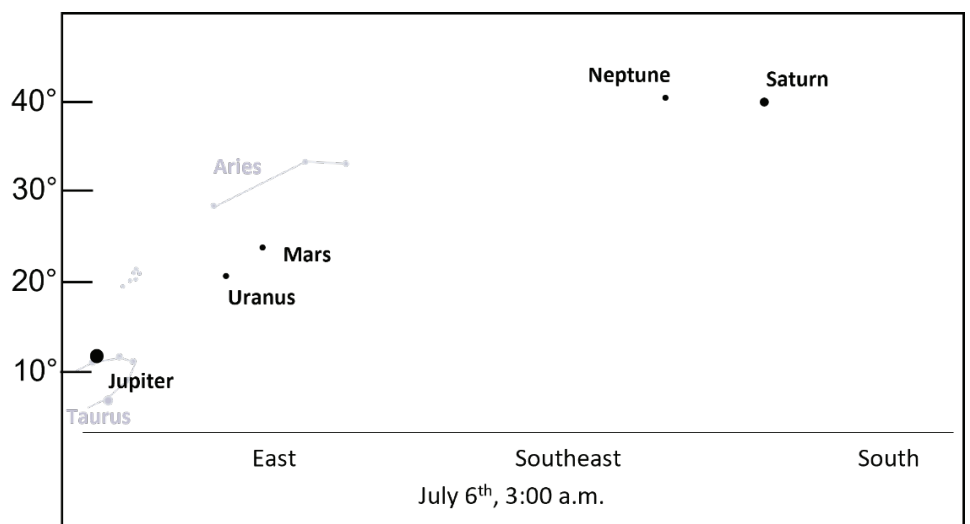 Neptune
Saturn
40°
Aries
30°
Mars
20°
Uranus
10°
Jupiter
Taurus
East Southeast South
July 6th, 3:00 a.m.